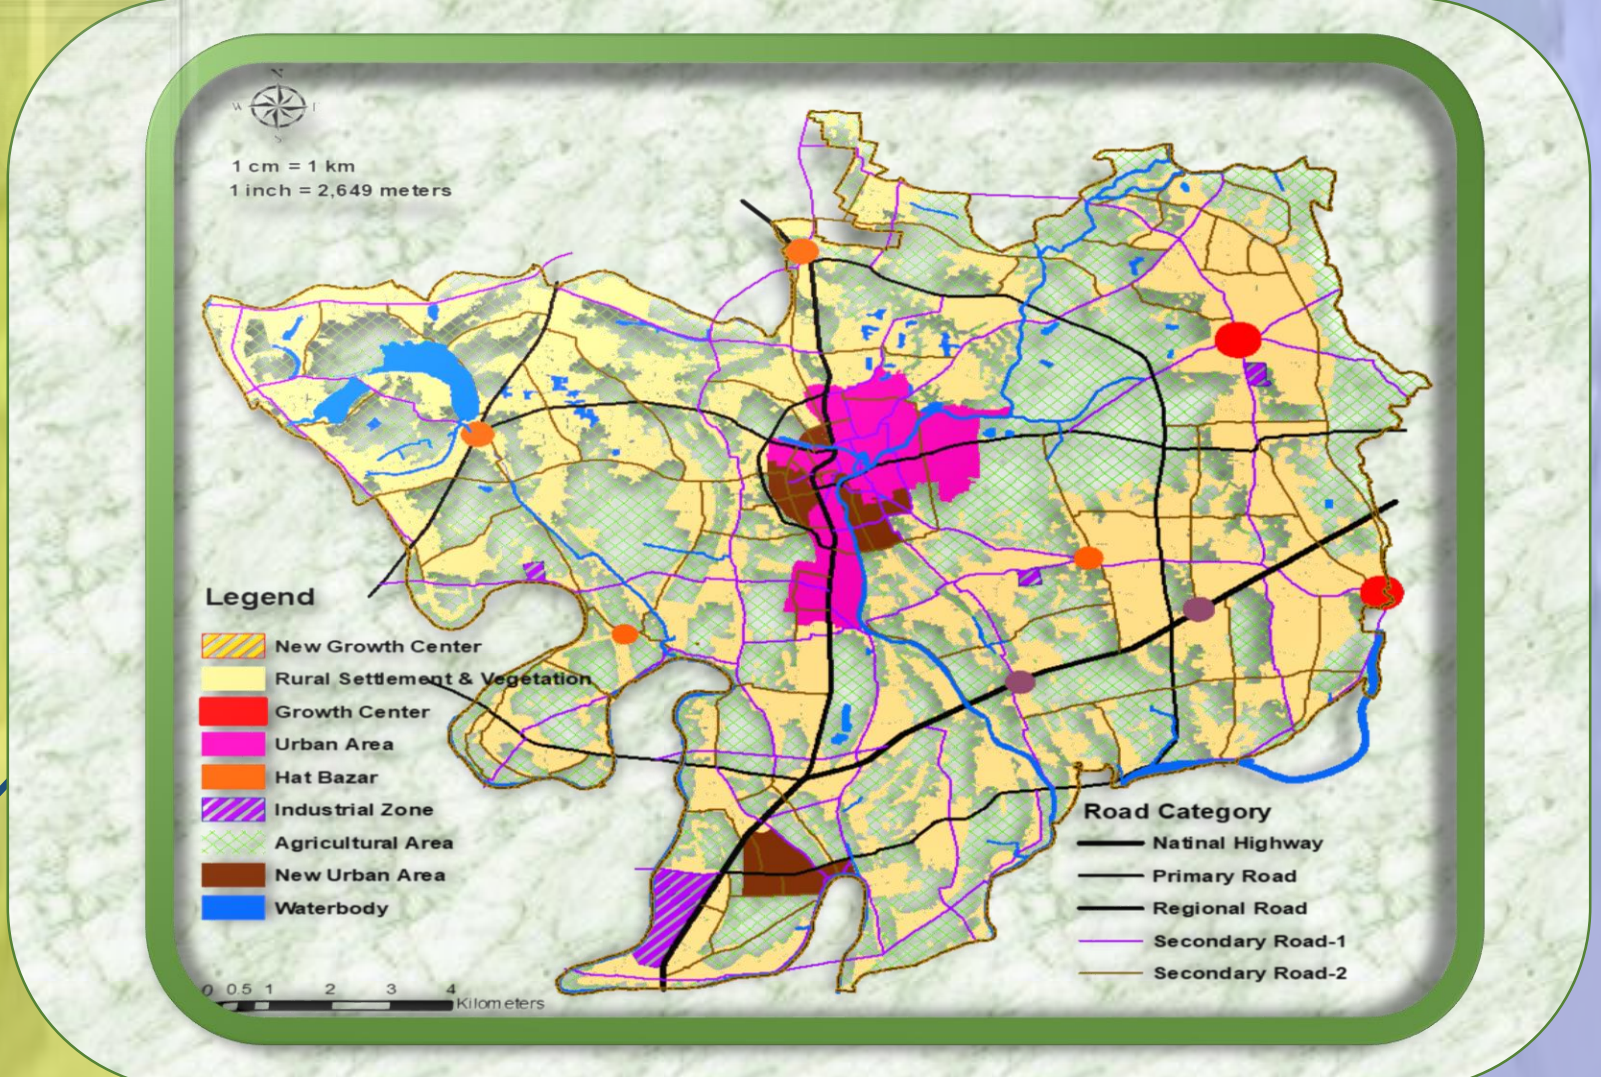 N
W
S
1 cm = 1 km
1 inch = 2,649 meters
Legend
New Growth Center
Rural Settlement & Vegetation
Growth Center
Urban Area
Hat Bazar
Industrial Zone
Agricultural Area
New Urban Area
Waterbody
0 0.5 1 2 3 4
Kilometers
Road Category
Natinal Highway
Primary Road
Regional Road
Secondary Road-1
Secondary Road-2